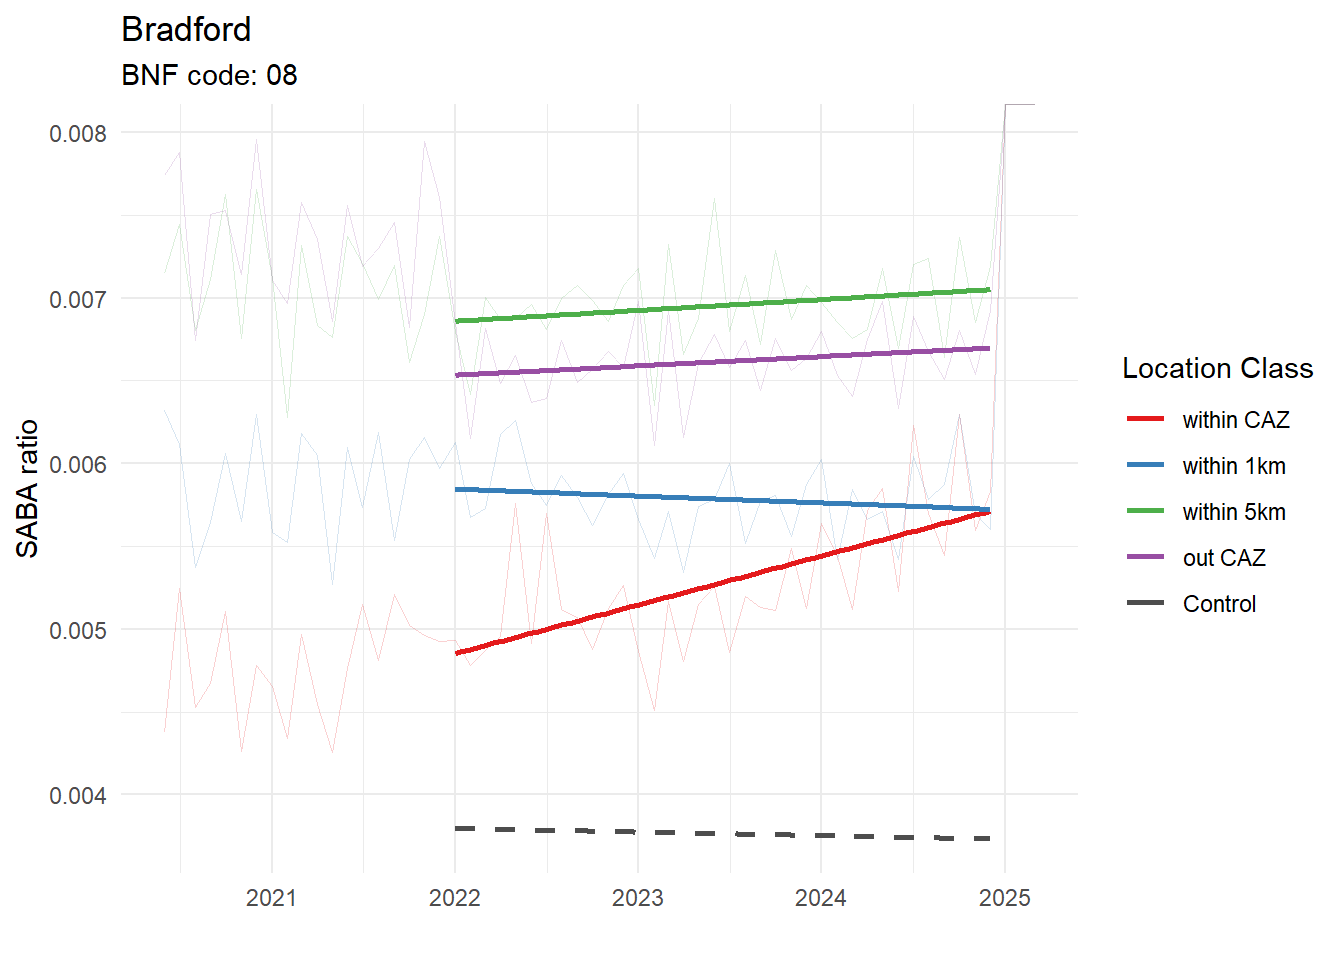 Bradford
BNF code: 08
0.008
0.007
0.006
0.005
0.004
SABA ratio
2021
2022
2023
2024
2025
Location Class
within CAZ
within 1km
within 5km
out CAZ
Control